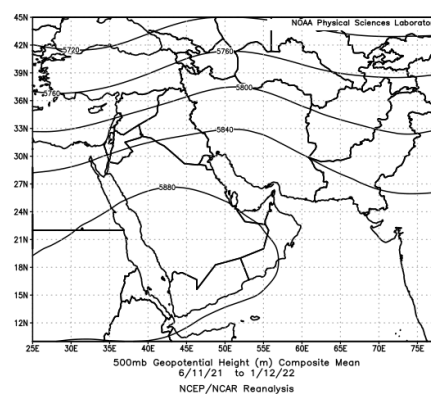 NOAA Physical Sciences Laborato
45N
42N
39N
36N
33N
30N
27N
24N
21N
18N
15N
12N
5720
5760
5760
5800
5840
5880
25E 30E 35E 40E 45E 50E 55E 60E 65E 70E 75E
500mb Geopotential Height (m) Composite Mean
6/11/21 to 1/12/22
NCEP/NCAR Reanalysis